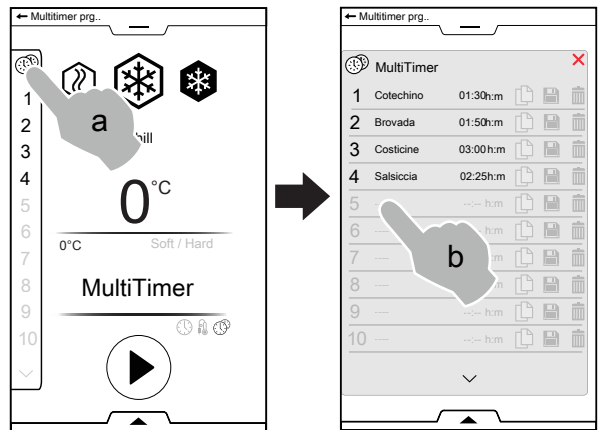 Multitimer prg..
1
2
3
4
5
6
7
8
9
10
a
hill
0°C
0°C Soft / Hard
MultiTimer
Multitimer prg..
MultiTimer
1 Cotechino 01:30h:m
2 Brovada 01:50h:m
3 Costicine 03:00 h:m
4 Salsiccia 02:25h:m
5 --:-- h:m
6 --:-- h:m
7 --:-- h:m
8 --:-- h:m
9 --:-- h:m
10 ---- --:-- h:m
b